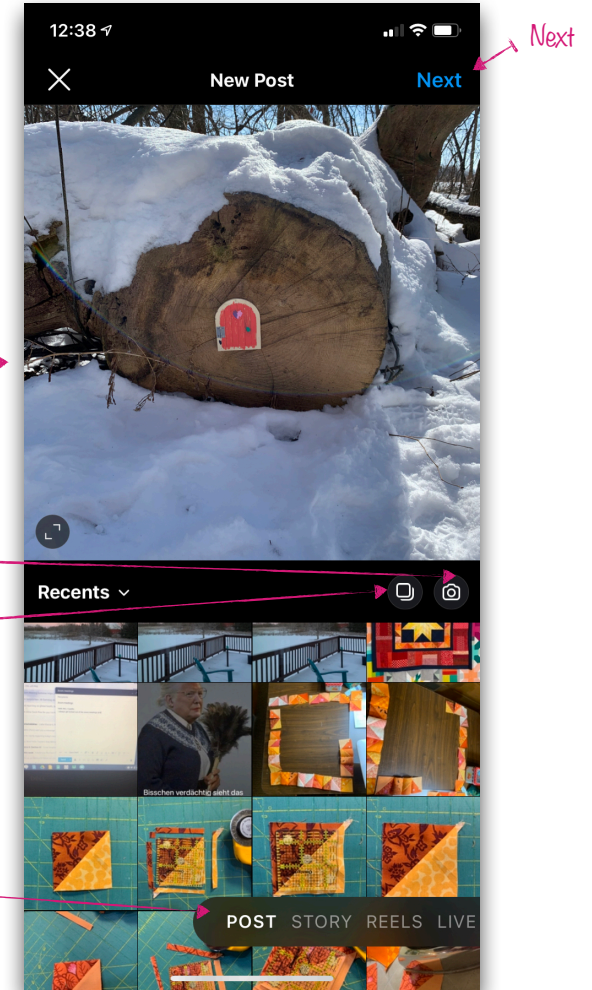 12:38
Next
New Post
Next
Recents
Bisschen verdächtig sieht das
POST STORY REELS LIVE